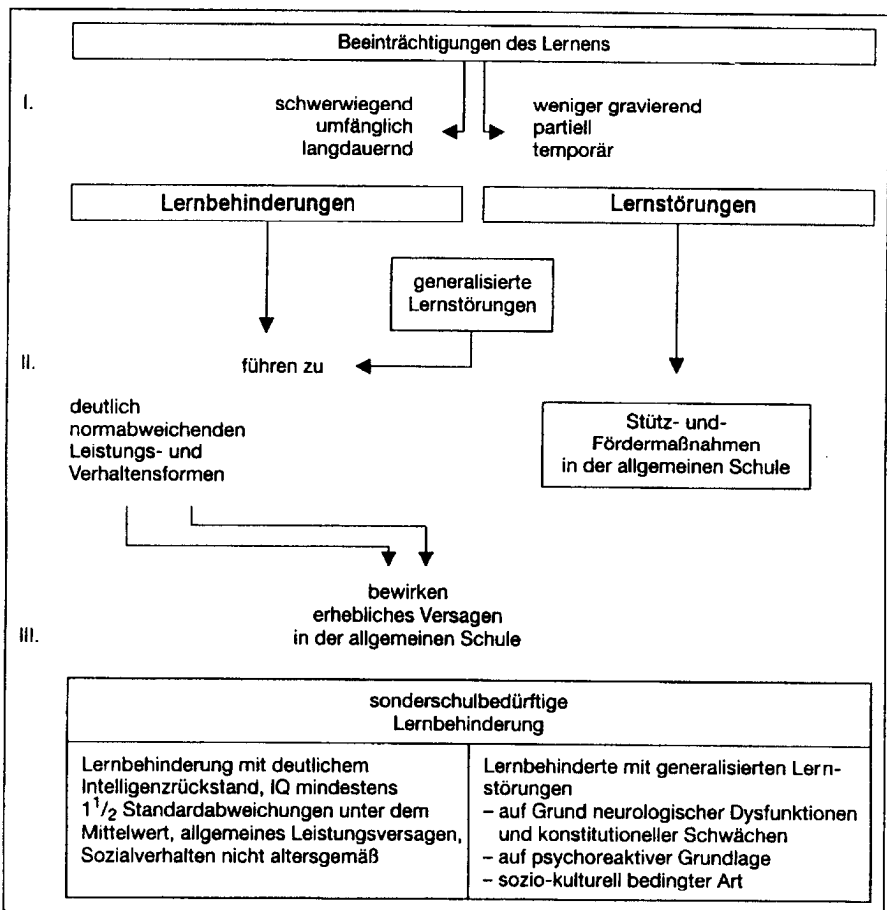 Beeinträchtigungen des Lernens
I.
schwerwiegend
umfänglich
langdauernd
weniger gravierend
partiell
temporär
Lernbehinderungen
Lernstörungen
generalisierte
Lernstörungen
II.
führen zu
deutlich
normabweichenden
Leistungs- und
Verhaltensformen
Stütz- und-
Fördermaßnahmen
in der allgemeinen Schule
bewirken
erhebliches Versagen
in der allgemeinen Schule
III.
sonderschulbedürftige
Lernbehinderung
Lernbehinderung mit deutlichem
Intelligenzrückstand, IQ mindestens
1 1/2 Standardabweichungen unter dem
Mittelwert, allgemeines Leistungsversagen,
Sozialverhalten nicht altersgemäß
Lernbehinderte mit generalisierten Lern-
störungen
– auf Grund neurologischer Dysfunktionen
und konstitutioneller Schwächen
– auf psychoreaktiver Grundlage
– sozio-kulturell bedingter Art